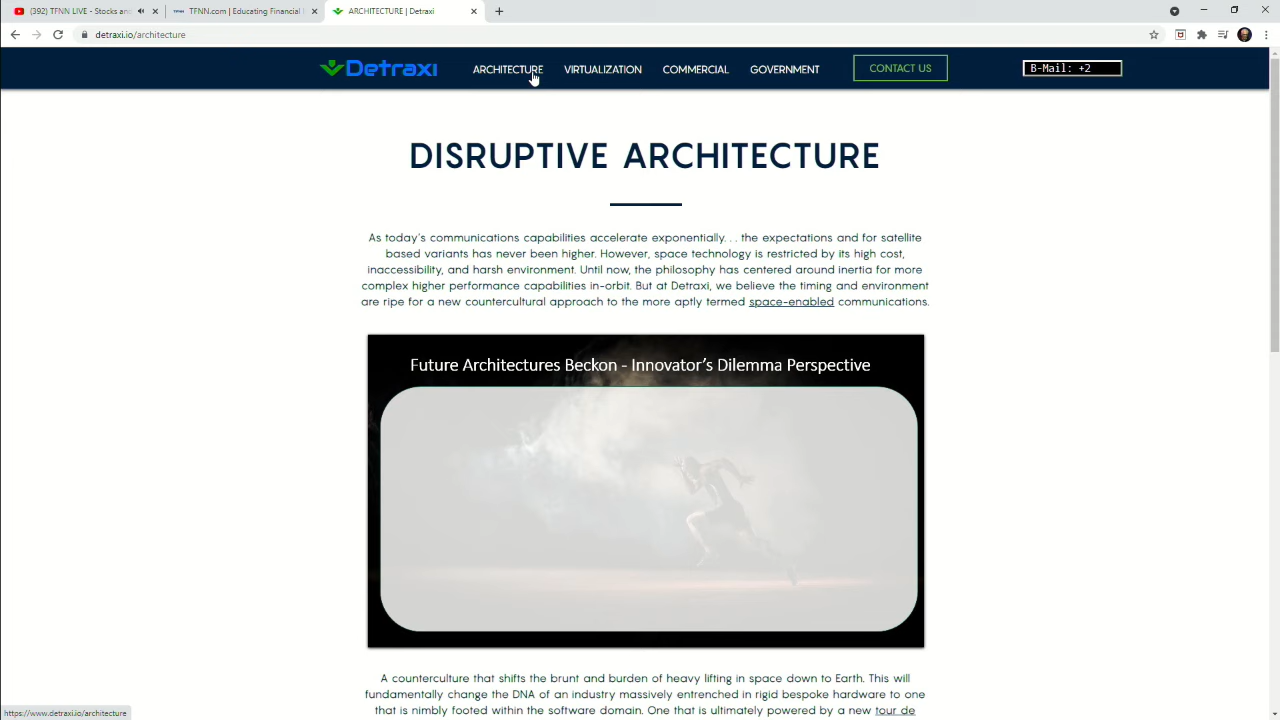 (392) TFNN LIVE - Stocks an
TFNN.com | Educating Financial
ARCHITECTURE | Detraxi
detraxi.io/architecture
Detraxi
ARCHITECTURE
VIRTUALIZATION
COMMERCIAL
GOVERNMENT
CONTACT US
B-Mail: +2
DISRUPTIVE ARCHITECTURE
As today's communications capabilities accelerate exponentially. . . the expectations and for satellite
based variants has never been higher. However, space technology is restricted by its high cost,
inaccessibility, and harsh environment. Until now, the philosophy has centered around inertia for more
complex higher performance capabilities in-orbit. But at Detraxi, we believe the timing and environment
are ripe for a new countercultural approach to the more aptly termed space-enabled communications.
Future Architectures Beckon - Innovator's Dilemma Perspective
A counterculture that shifts the brunt and burden of heavy lifting in space down to Earth. This will
fundamentally change the DNA of an industry massively entrenched in rigid bespoke hardware to one
that is nimbly footed within the software domain. One that is ultimately powered by a new tour de
https://www.detraxi.io/architecture